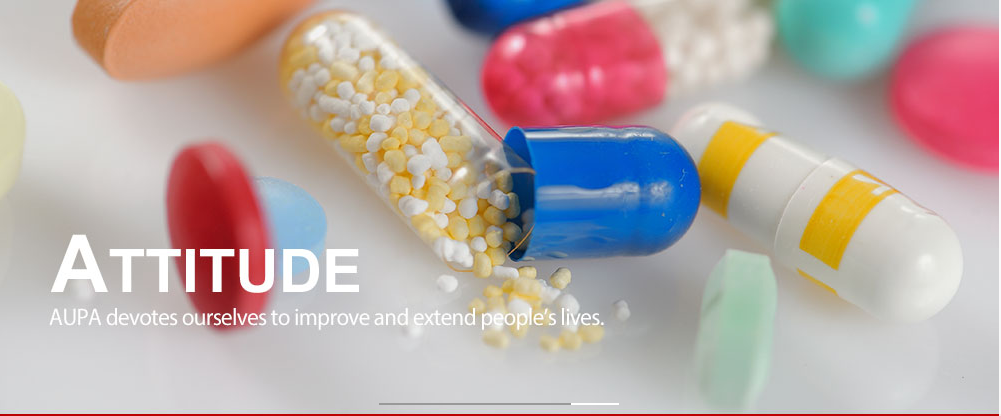 ATTITUDE
AUPA devotes ourselves to improve and extend people's lives.